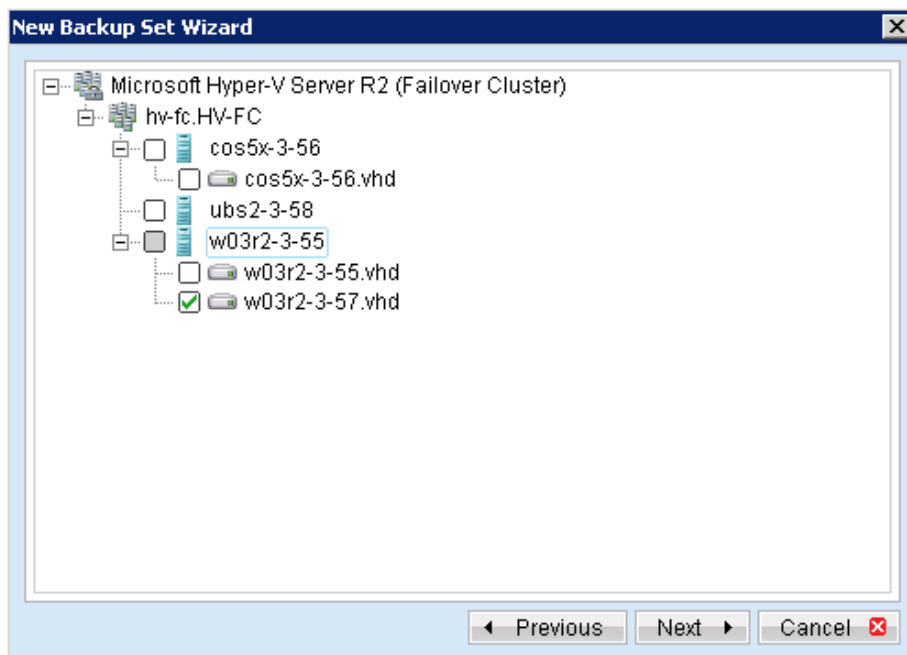 New Backup Set Wizard
Microsoft Hyper-V Server R2 (Failover Cluster)
hv-fc.HV-FC
cos5x-3-56
cos5x-3-56.vhd
ubs2-3-58
w03r2-3-55
w03r2-3-55.vhd
w03r2-3-57.vhd
Previous Next Cancel